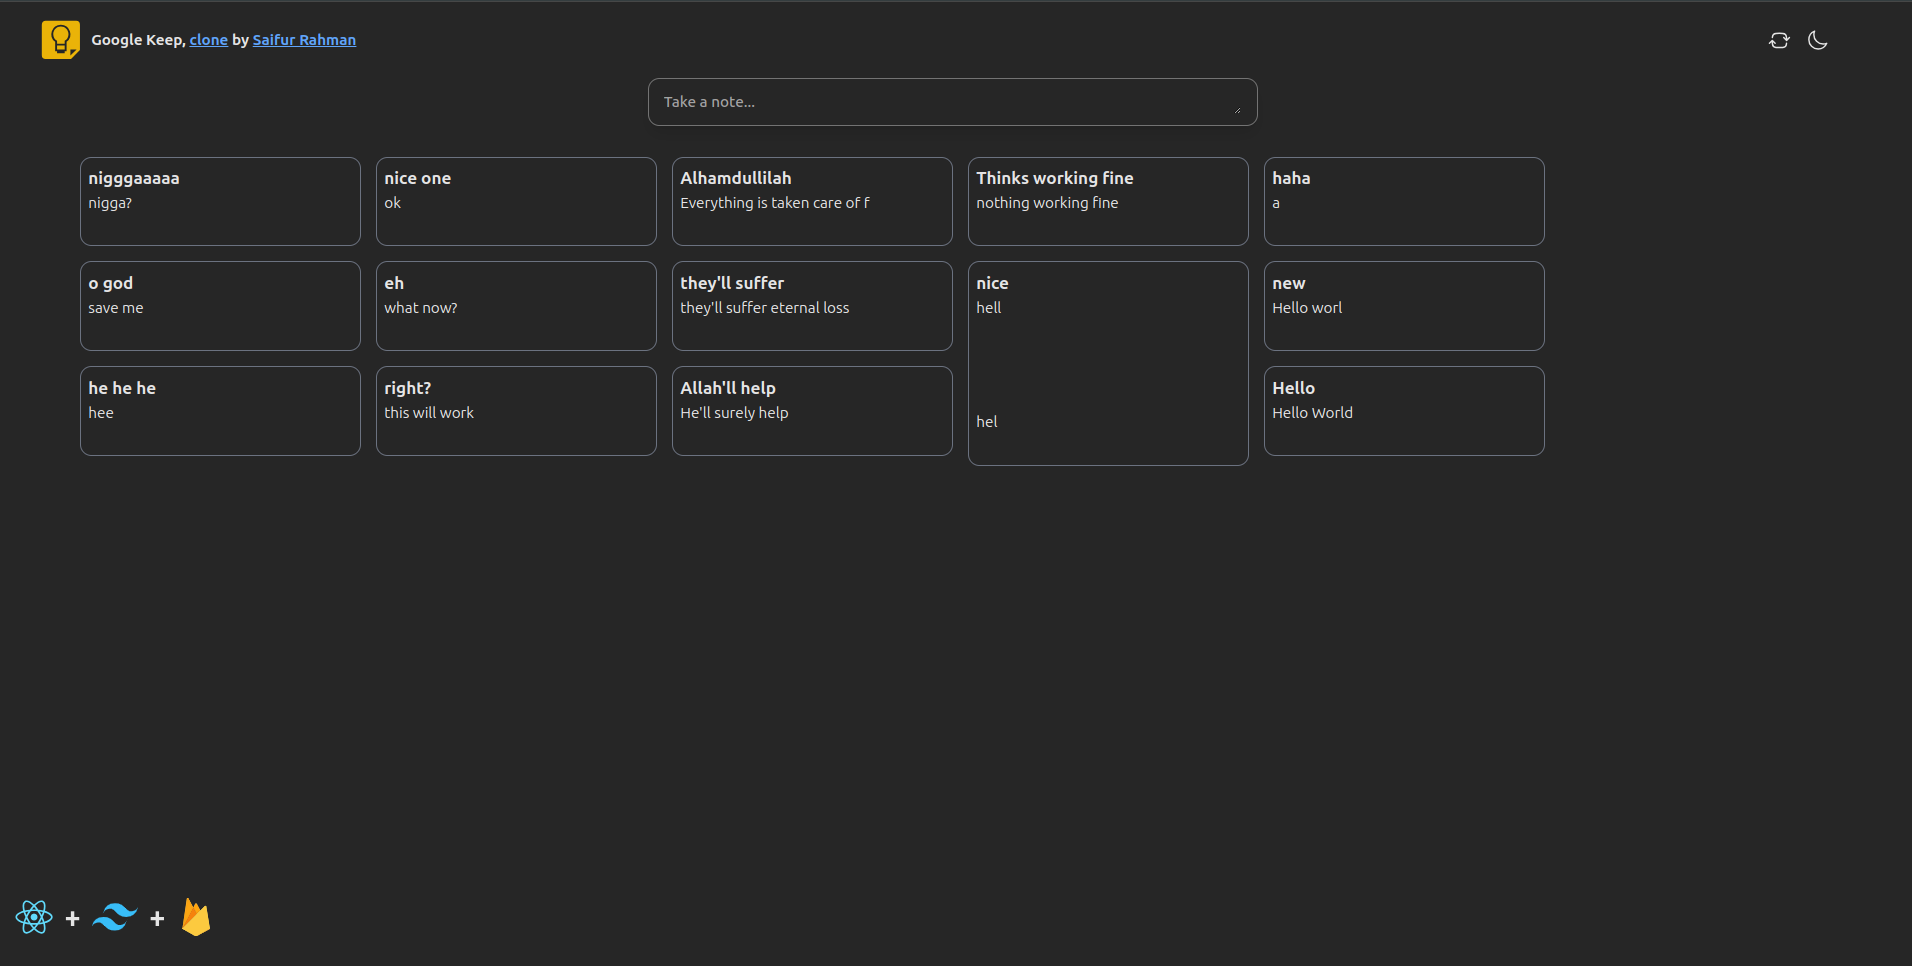 Google Keep, clone by Saifur Rahman
Take a note...
nigggaaaaa
nigga?
nice one
ok
Alhamdullilah
Everything is taken care of f
Thinks working fine
nothing working fine
haha
a
o god
save me
eh
what now?
they'll suffer
they'll suffer eternal loss
nice
hell
hel
new
Hello worl
he he he
hee
right?
this will work
Allah'll help
He'll surely help
Hello
Hello World
+ +